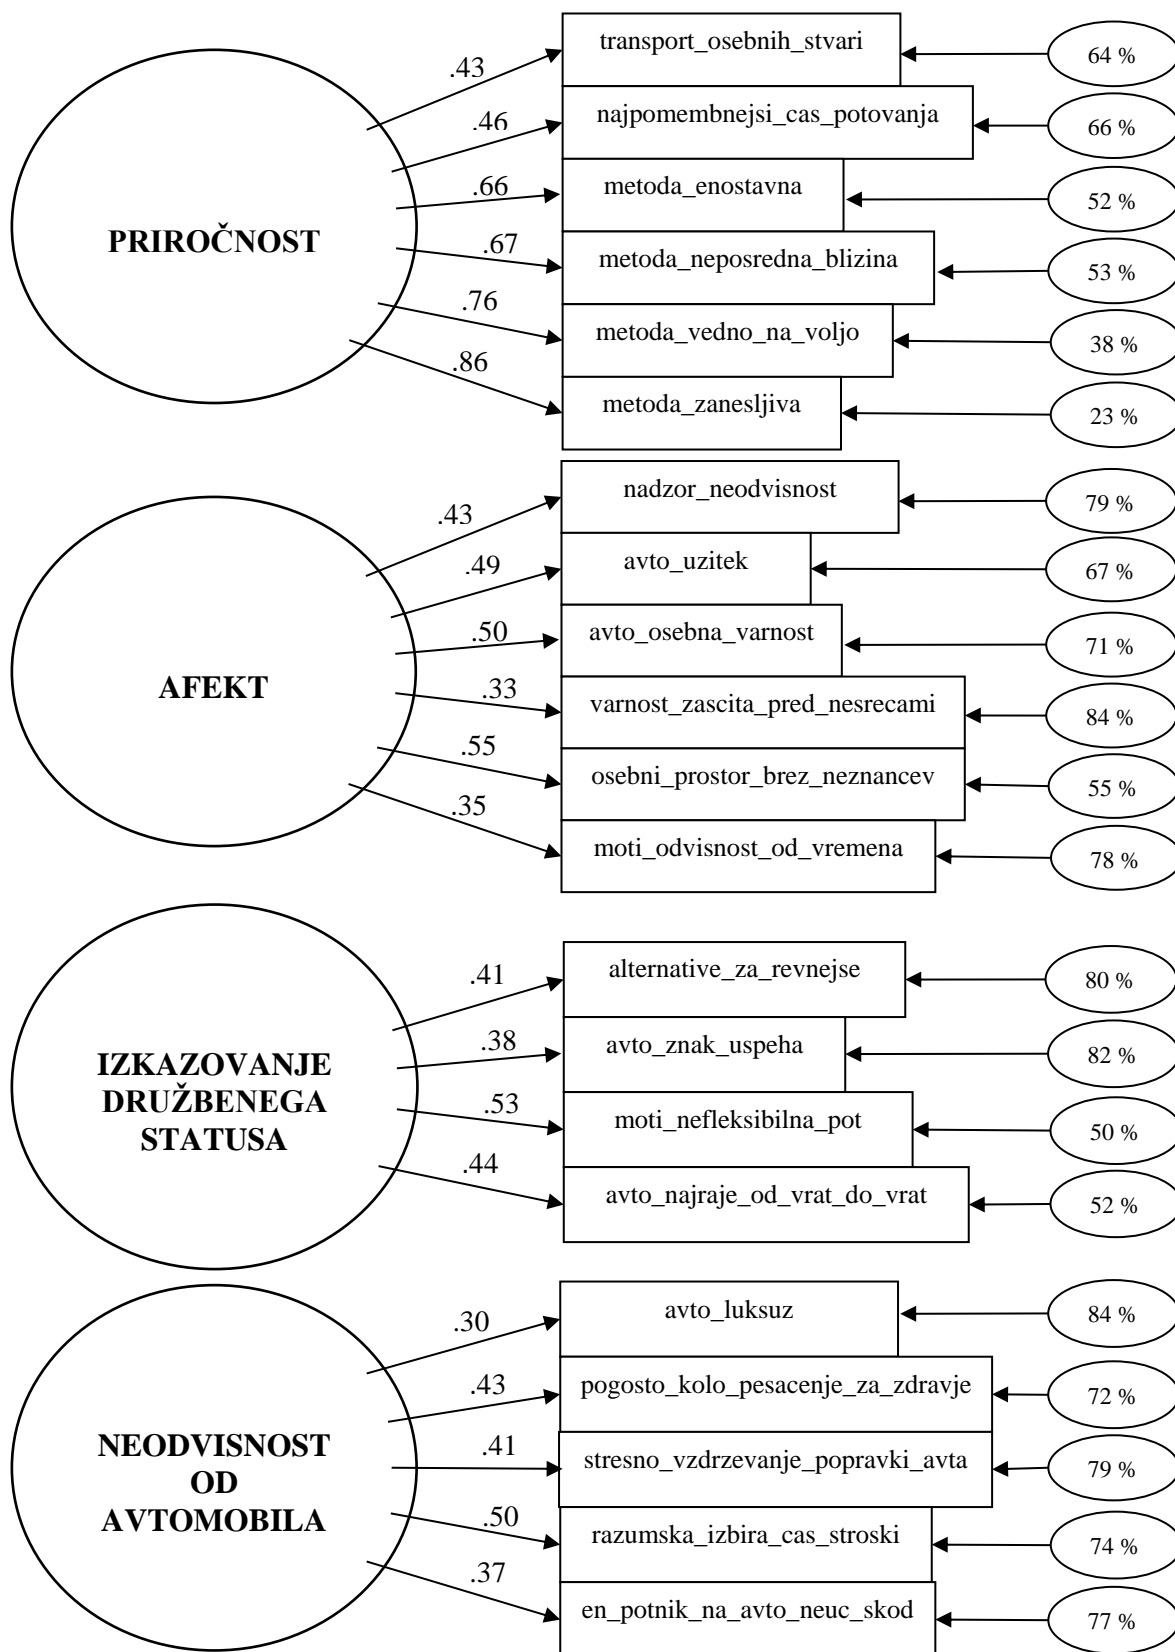 PRIROČNOST
.43
transport_osebnih_stvari
64 %
.46
najpomembnejsi_cas_potovanja
66 %
.66
metoda_enostavna
52 %
.67
metoda_neposredna_blizina
53 %
.76
metoda_vedno_na_voljo
38 %
.86
metoda_zanesljiva
23 %
AFEKT
.43
nadzor_neodvisnost
79 %
.49
avto_uzitek
67 %
.50
avto_osebna_varnost
71 %
.33
varnost_zascita_pred_nesrecami
84 %
.55
osebni_prostor_brez_neznancev
55 %
.35
moti_odvisnost_od_vremena
78 %
IZKAZOVANJE
DRUŽBENEGA
STATUSA
.41
alternative_za_revnejse
80 %
.38
avto_znak_uspeha
82 %
.53
moti_nefleksibilna_pot
50 %
.44
avto_najraje_od_vrat_do_vrat
52 %
NEODVISNOST
OD
AVTOMOBILA
.30
avto_luksuz
84 %
.43
pogosto_kolo_pesacenje_za_zdravje
72 %
.41
stresno_vzdrzevanje_popravki_avta
79 %
.50
razumska_izbira_cas_stroski
74 %
.37
en_potnik_na_avto_neuc_skod
77 %